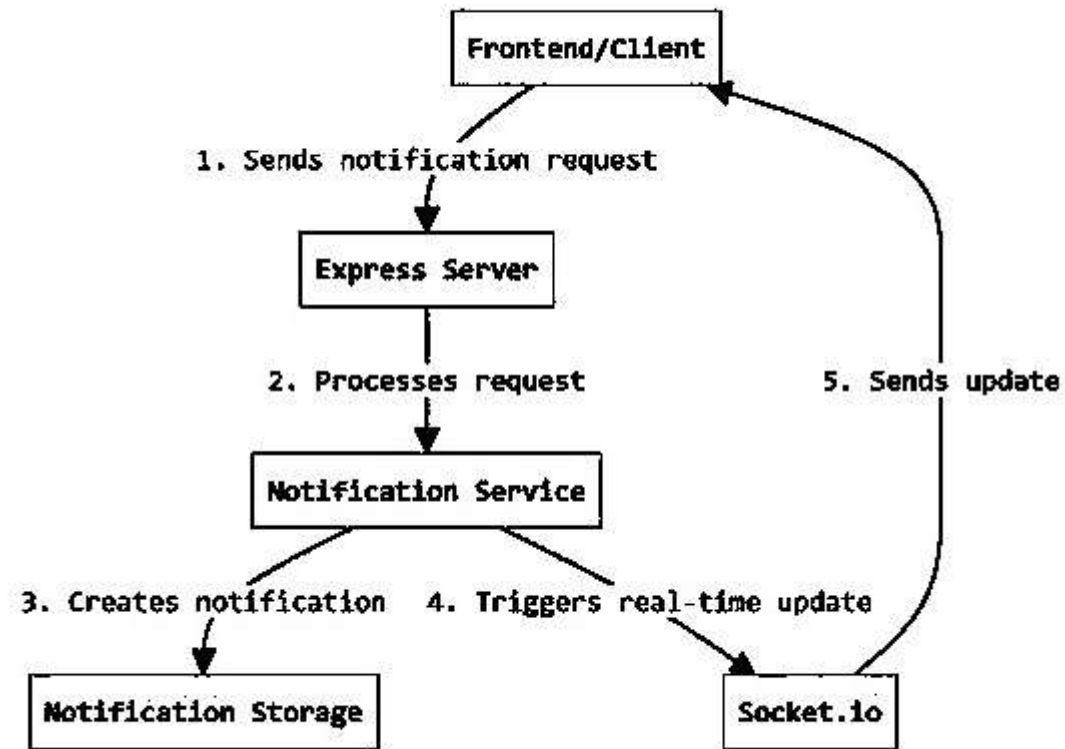 Frontend/Client
1. Sends notification request
Express Server
2. Processes request
5. Sends update
Notification Service
3. Creates notification
4. Triggers real-time update
Notification Storage
Socket.io